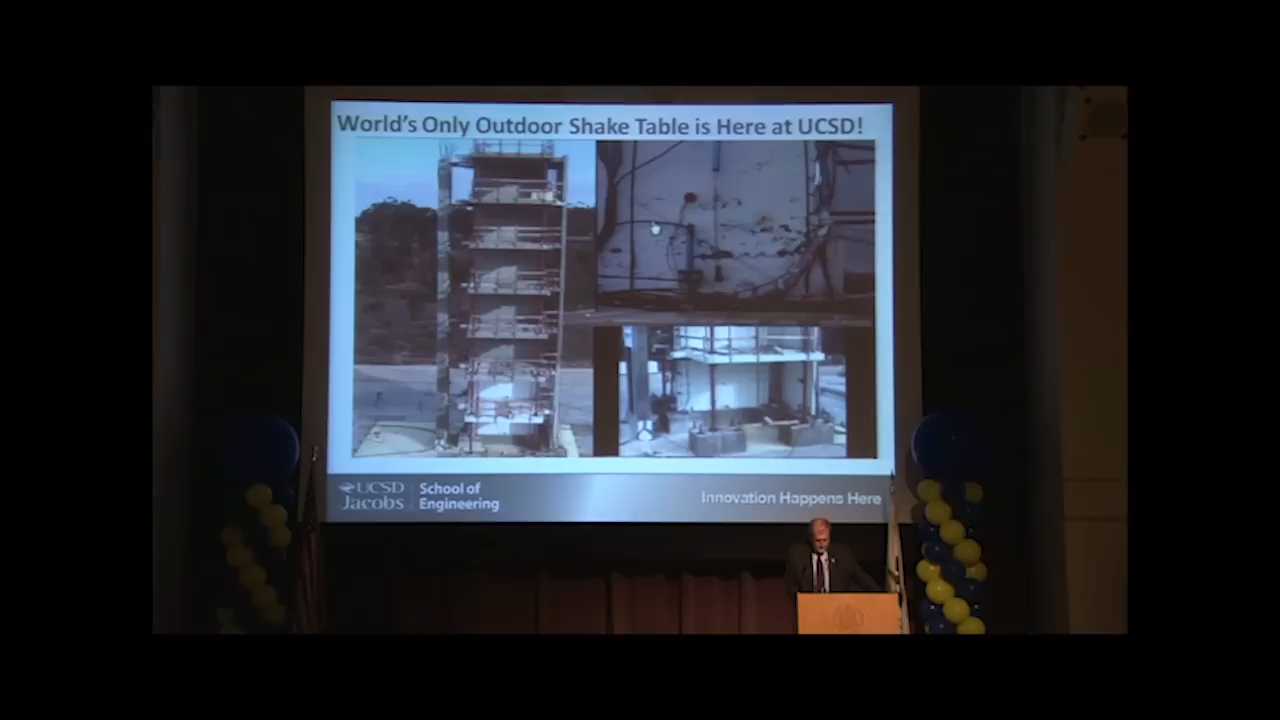 World's Only Outdoor Shake Table is Here at UCSD!
UCSD
Jacobs
School of
Engineering
Innovation Happens Here